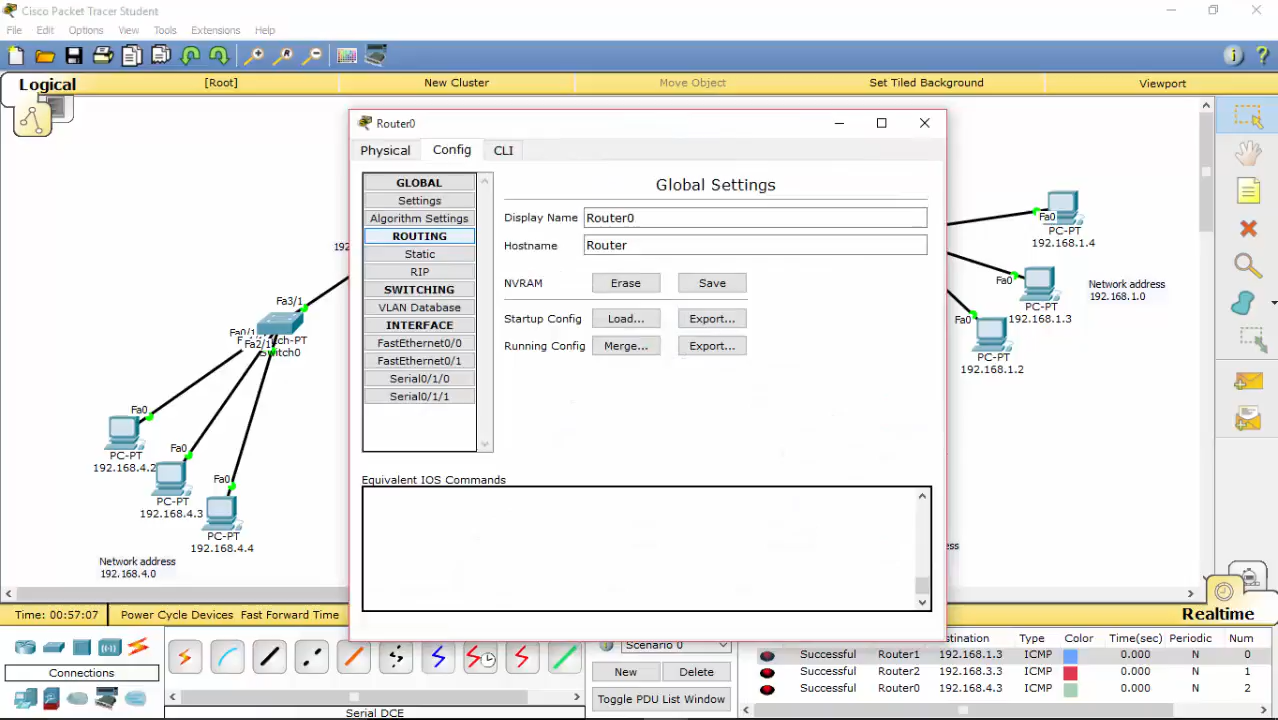 Cisco Packet Tracer Student
File Edit Options View Tools Extensions Help
Logical
[Root]
New Cluster
Move Object
Set Tiled Background
Viewport
Router0
Physical
Config
CLI
GLOBAL
Settings
Algorithm Settings
ROUTING
Static
RIP
SWITCHING
VLAN Database
INTERFACE
FastEthernet0/0
FastEthernet0/1
Serial0/1/0
Serial0/1/1
Global Settings
Display Name Router0
Hostname Router
NVRAM Erase Save
Startup Config Load... Export...
Running Config Merge... Export...
Equivalent IOS Commands
192
Fa3/1
Fa0/1
Fa2/1
Switch0
Fa0
PC-PT
192.168.4.2
Fa0
PC-PT
192.168.4.3
Fa0
PC-PT
192.168.4.4
Network address
192.168.4.0
Fa0
PC-PT
192.168.1.4
Fa0
PC-PT
192.168.1.3
Fa0
PC-PT
192.168.1.2
Network address
192.168.1.0
Time: 00:57:07
Power Cycle Devices Fast Forward Time
Realtime
Connections
Serial DCE
Scenario 0
New
Delete
Toggle PDU List Window
stination Type Color Time(sec) Periodic Num
Successful Router1 192.168.1.3 ICMP 0.000 N 0
Successful Router2 192.168.3.3 ICMP 0.000 N 1
Successful Router0 192.168.4.3 ICMP 0.000 N 2